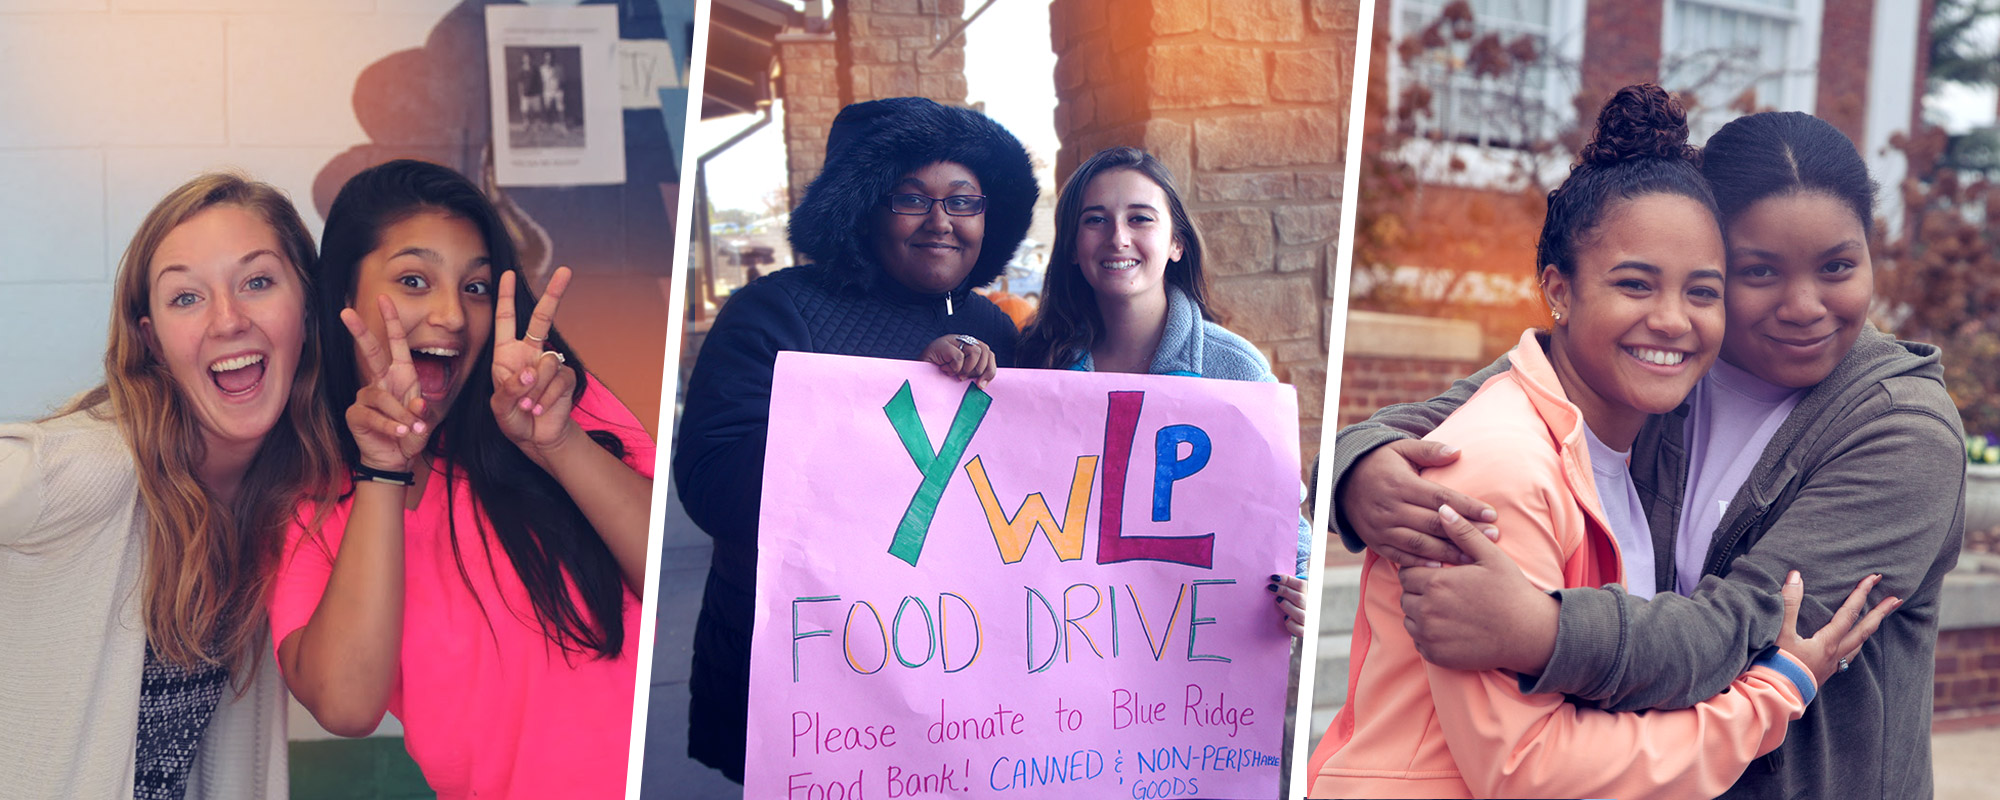 YWLP
FOOD DRIVE
Please donate to Blue Ridge
Food Bank! CANNED & NON-PERISHABLE
GOODS